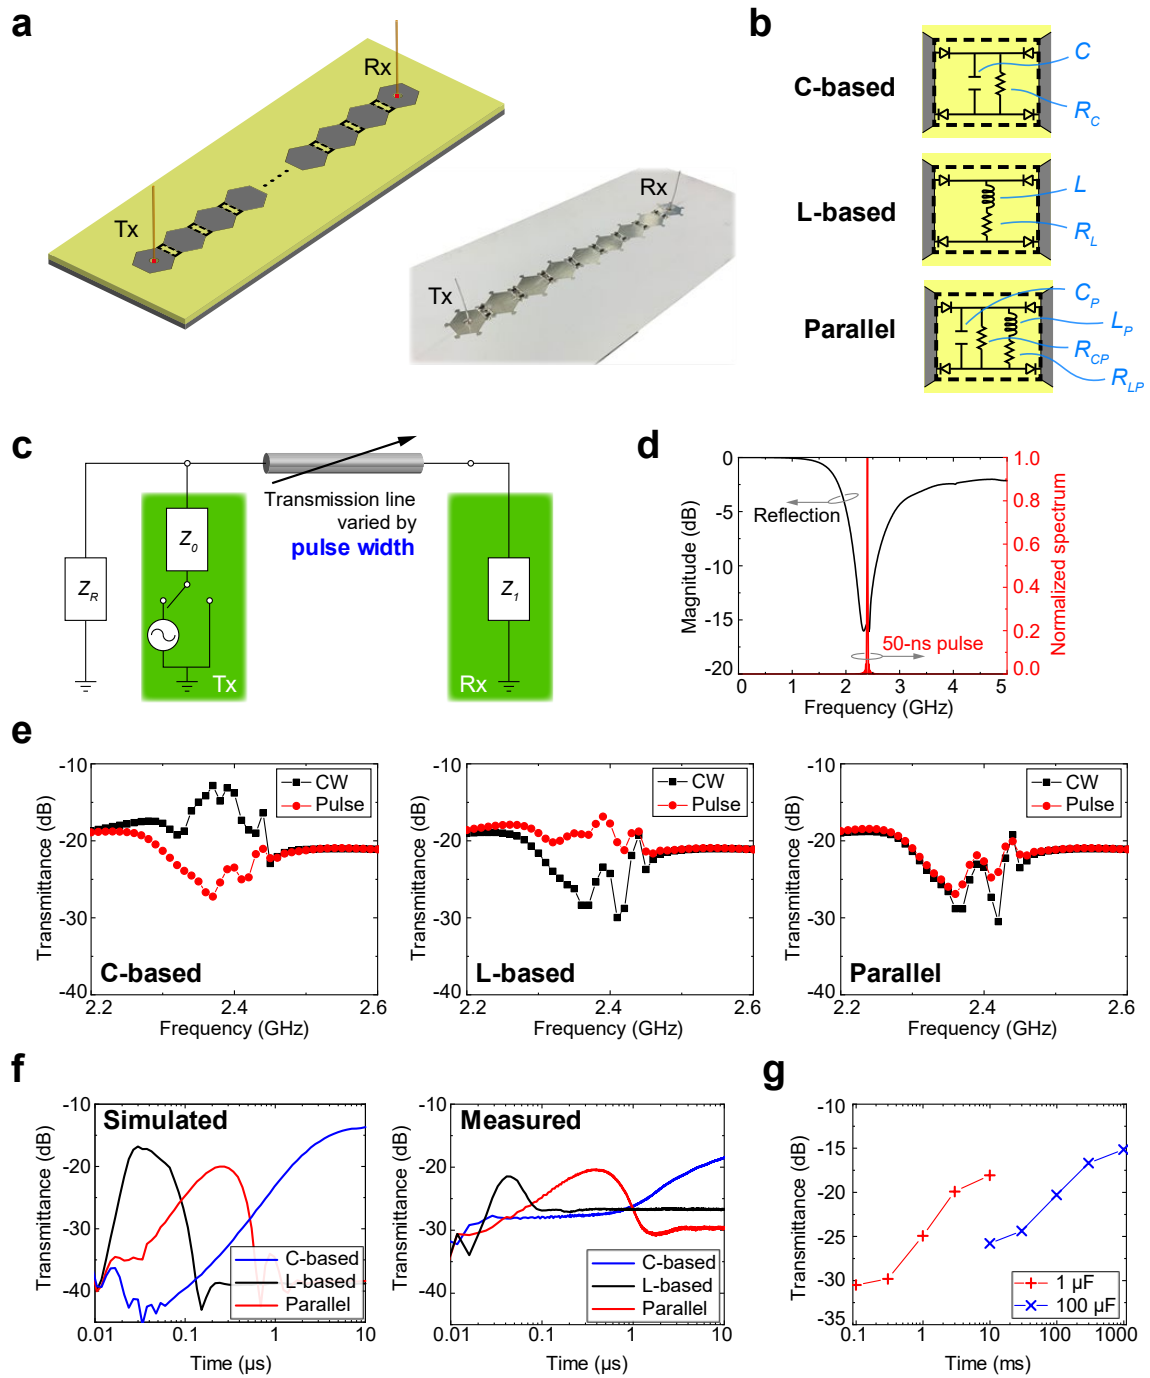 a
Rx
Tx
Rx
Tx
b
C-based
C
R_C
L-based
L
R_L
Parallel
C_P
L_P
R_CP
R_LP
c
Transmission line
varied by
pulse width
Z_R
Z_0
Tx
Z_1
Rx
d
Magnitude (dB)
0
-5
-10
-15
-20
Reflection
50-ns pulse
1.0
0.8
0.6
0.4
0.2
0.0
Normalized spectrum
0 1 2 3 4 5
Frequency (GHz)
e
Transmittance (dB)
-10
-20
-30
-40
CW
Pulse
C-based
2.2 2.4 2.6
Frequency (GHz)
Transmittance (dB)
-10
-20
-30
-40
CW
Pulse
L-based
2.2 2.4 2.6
Frequency (GHz)
Transmittance (dB)
-10
-20
-30
-40
CW
Pulse
Parallel
2.2 2.4 2.6
Frequency (GHz)
f
Transmittance (dB)
-10
-20
-30
-40
Simulated
C-based
L-based
Parallel
0.01 0.1 1 10
Time (µs)
Transmittance (dB)
-10
-20
-30
-40
Measured
C-based
L-based
Parallel
0.01 0.1 1 10
Time (µs)
g
Transmittance (dB)
-10
-15
-20
-25
-30
-35
1 µF
100 µF
0.1 1 10 100 1000
Time (ms)